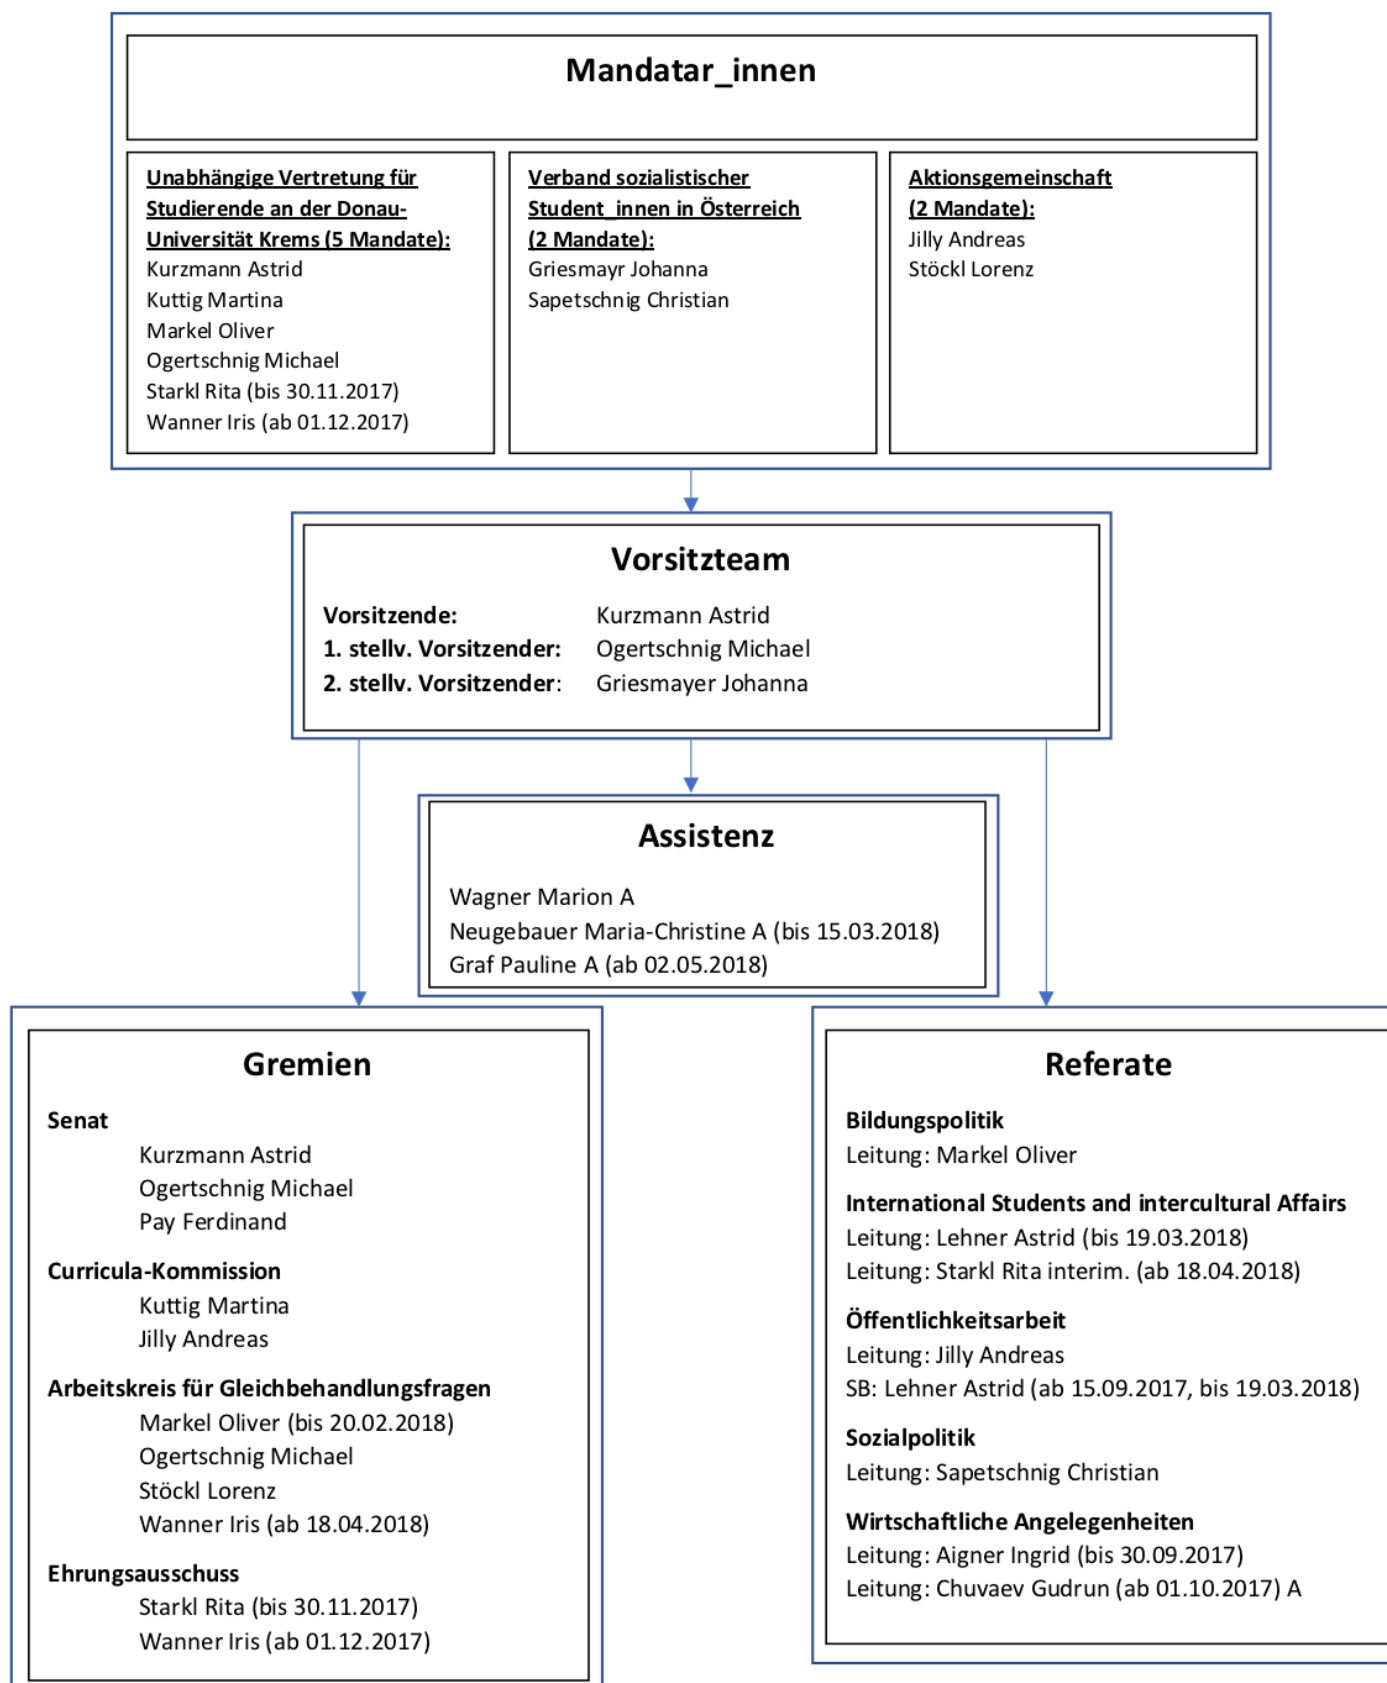 Mandatar_innen
Unabhängige Vertretung für
Studierende an der Donau-
Universität Krems (5 Mandate):
Kurzmann Astrid
Kuttig Martina
Markel Oliver
Ogertschnig Michael
Starkl Rita (bis 30.11.2017)
Wanner Iris (ab 01.12.2017)
Verband sozialistischer
Student_innen in Österreich
(2 Mandate):
Griesmayr Johanna
Sapetschnig Christian
Aktionsgemeinschaft
(2 Mandate):
Jilly Andreas
Stöckl Lorenz
Vorsitzteam
Vorsitzende: Kurzmann Astrid
1. stellv. Vorsitzender: Ogertschnig Michael
2. stellv. Vorsitzender: Griesmayer Johanna
Assistenz
Wagner Marion A
Neugebauer Maria-Christine A (bis 15.03.2018)
Graf Pauline A (ab 02.05.2018)
Gremien
Senat
Kurzmann Astrid
Ogertschnig Michael
Pay Ferdinand
Curricula-Kommission
Kuttig Martina
Jilly Andreas
Arbeitskreis für Gleichbehandlungsfragen
Markel Oliver (bis 20.02.2018)
Ogertschnig Michael
Stöckl Lorenz
Wanner Iris (ab 18.04.2018)
Ehrungsausschuss
Starkl Rita (bis 30.11.2017)
Wanner Iris (ab 01.12.2017)
Referate
Bildungspolitik
Leitung: Markel Oliver
International Students and intercultural Affairs
Leitung: Lehner Astrid (bis 19.03.2018)
Leitung: Starkl Rita interim. (ab 18.04.2018)
Öffentlichkeitsarbeit
Leitung: Jilly Andreas
SB: Lehner Astrid (ab 15.09.2017, bis 19.03.2018)
Sozialpolitik
Leitung: Sapetschnig Christian
Wirtschaftliche Angelegenheiten
Leitung: Aigner Ingrid (bis 30.09.2017)
Leitung: Chuvaev Gudrun (ab 01.10.2017) A